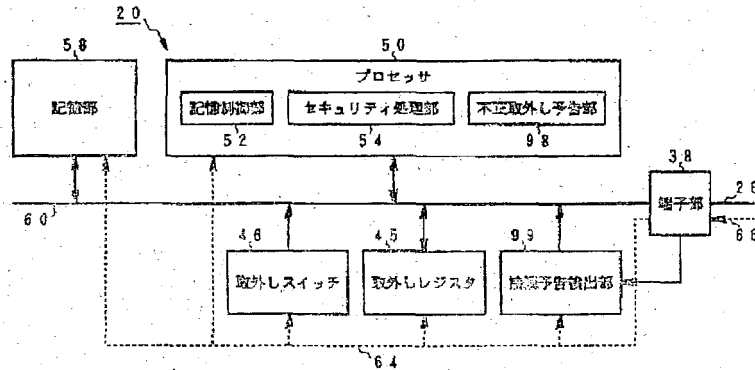 20
58
50
プロセッサ
記憶部
記憶制御部
セキュリティ処理部
不正取外し予告部
52
54
98
38
端子部
26
60
68
46
45
99
取外しスイッチ
取外しレジスタ
予告検出部
64